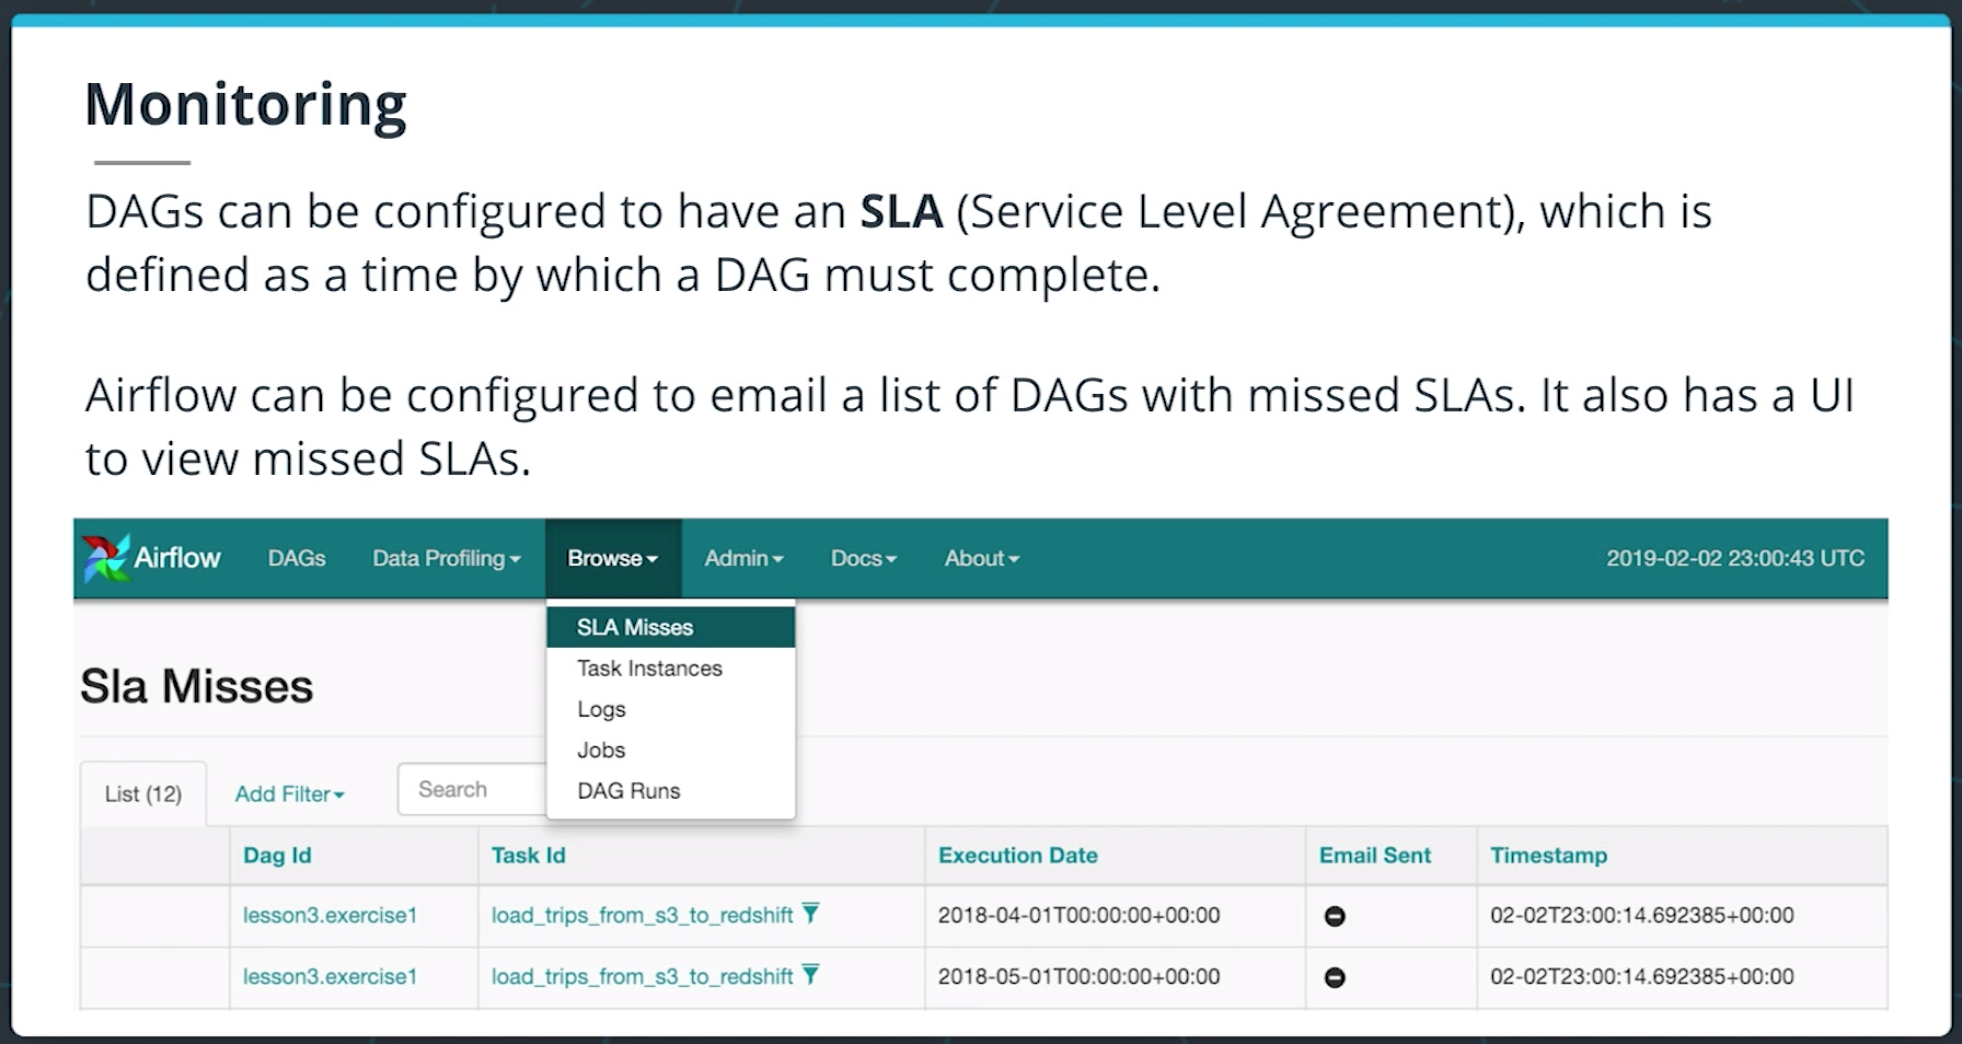 Monitoring
DAGs can be configured to have an SLA (Service Level Agreement), which is
defined as a time by which a DAG must complete.
Airflow can be configured to email a list of DAGs with missed SLAs. It also has a UI
to view missed SLAs.
Airflow DAGs Data Profiling Browse Admin Docs About 2019-02-02 23:00:43 UTC
SLA Misses
Task Instances
Logs
Jobs
DAG Runs
Sla Misses
List (12) Add Filter Search
Dag Id Task Id Execution Date Email Sent Timestamp
lesson3.exercise1 load_trips_from_s3_to_redshift 2018-04-01T00:00:00+00:00 02-02T23:00:14.692385+00:00
lesson3.exercise1 load_trips_from_s3_to_redshift 2018-05-01T00:00:00+00:00 02-02T23:00:14.692385+00:00